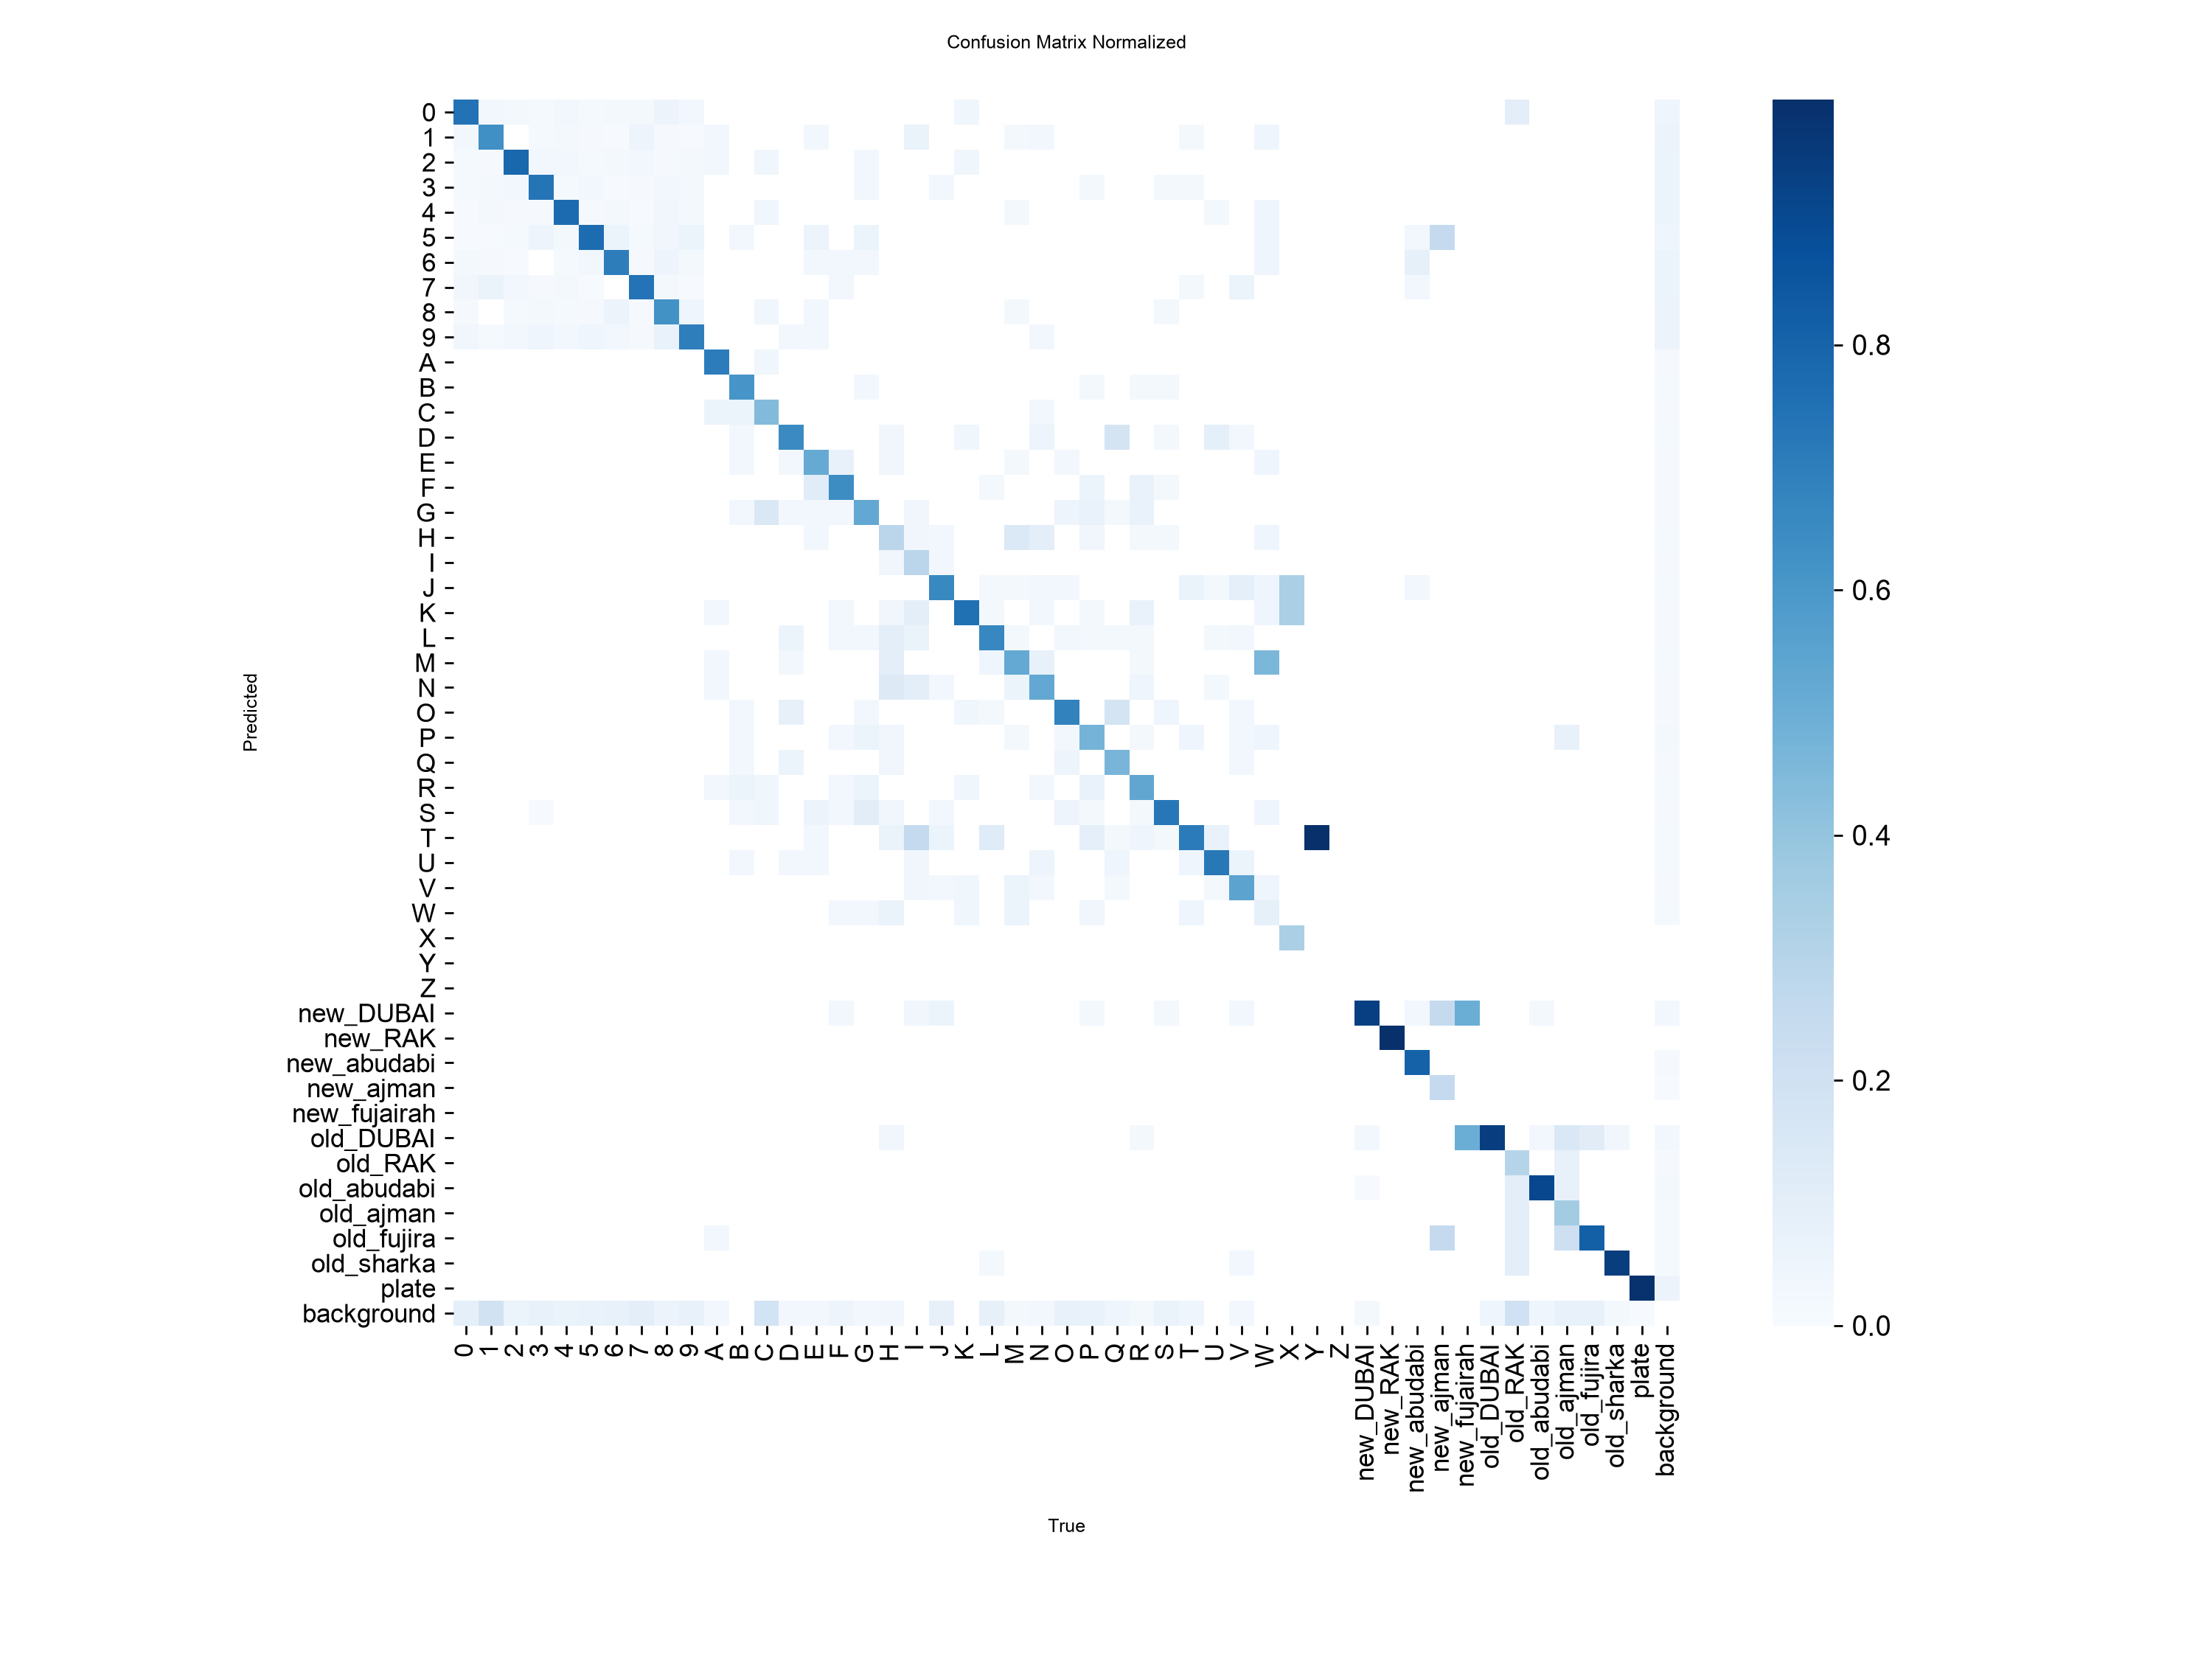 Confusion Matrix Normalized
0
1
2
3
4
5
6
7
8
9
A
B
C
D
E
F
G
H
I
J
K
L
M
N
O
P
Q
R
S
T
U
V
W
X
Y
Z
new_DUBAI
new_RAK
new_abudabi
new_ajman
new_fujairah
old_DUBAI
old_RAK
old_abudabi
old_ajman
old_fujira
old_sharka
plate
background
Predicted
0
1
2
3
4
5
6
7
8
9
A
B
C
D
E
F
G
H
I
J
K
L
M
N
O
P
Q
R
S
T
U
V
W
X
Y
Z
new_DUBAI
new_RAK
new_abudabi
new_ajman
new_fujairah
old_DUBAI
old_RAK
old_abudabi
old_ajman
old_fujira
old_sharka
plate
background
True
0.8
0.6
0.4
0.2
0.0